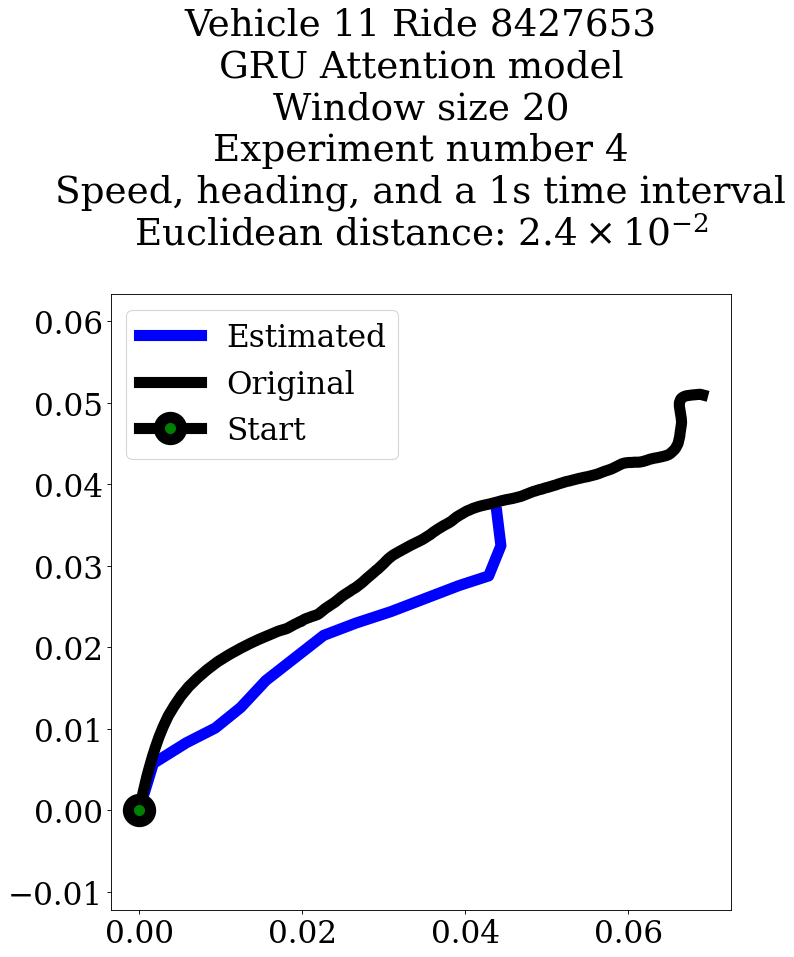 Vehicle 11 Ride 8427653
GRU Attention model
Window size 20
Experiment number 4
Speed, heading, and a 1s time interval
Euclidean distance: 2.4 × 10⁻²
Estimated
Original
Start
0.06
0.05
0.04
0.03
0.02
0.01
0.00
−0.01
0.00 0.02 0.04 0.06